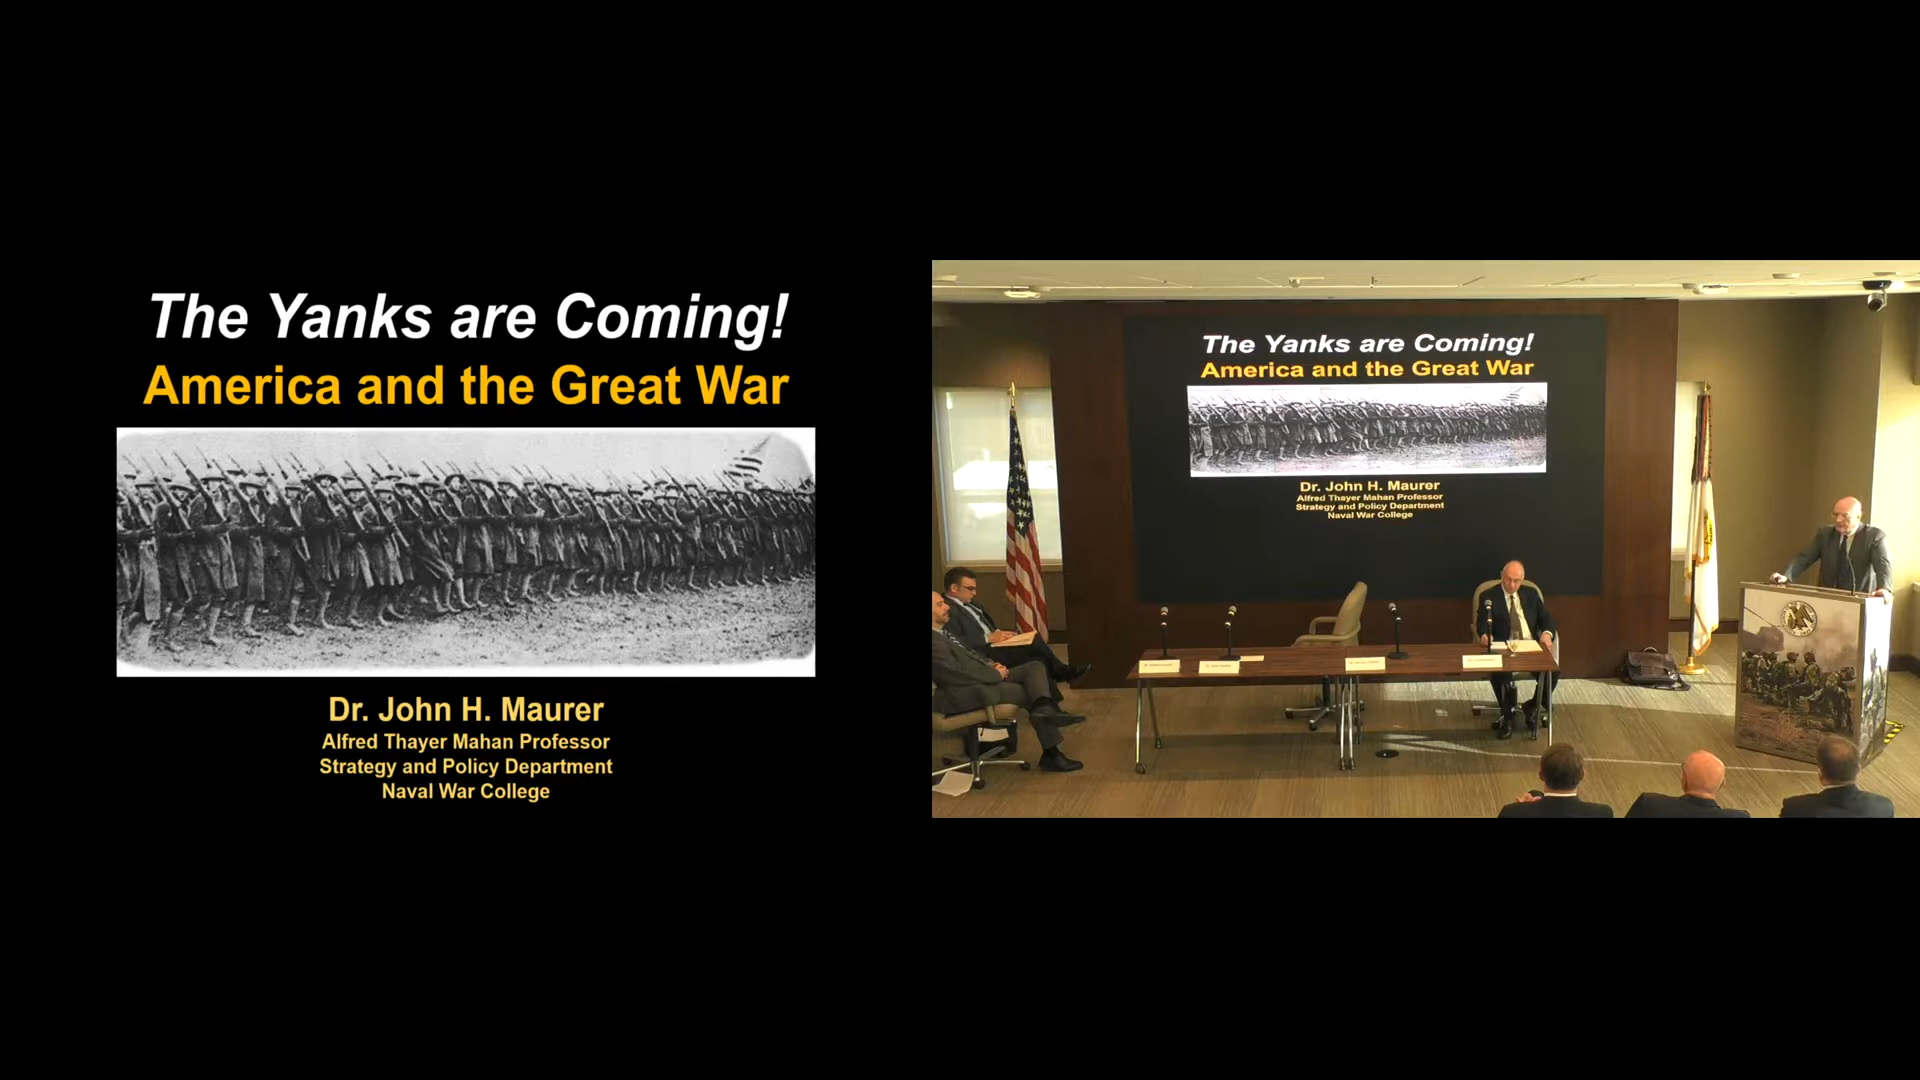 The Yanks are Coming!
America and the Great War
Dr. John H. Maurer
Alfred Thayer Mahan Professor
Strategy and Policy Department
Naval War College
The Yanks are Coming!
America and the Great War
Dr. John H. Maurer
Alfred Thayer Mahan Professor
Strategy and Policy Department
Naval War College